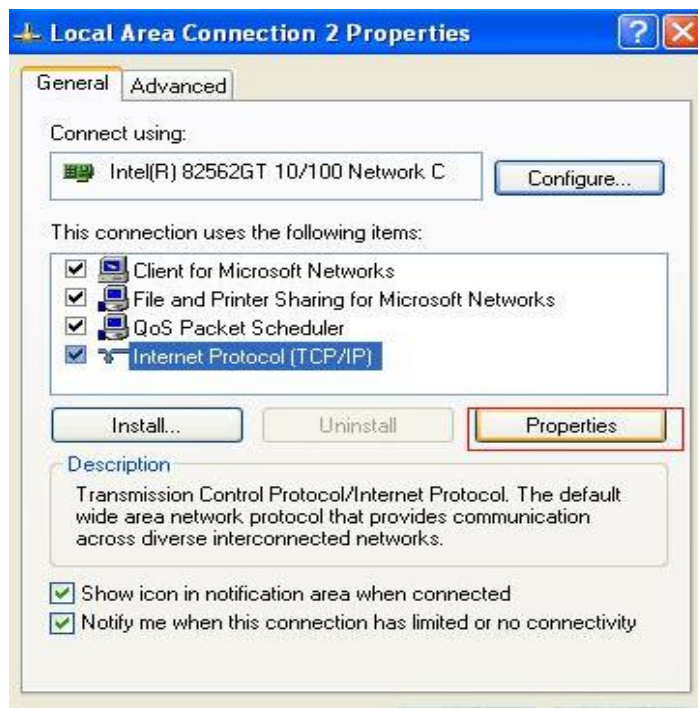 Local Area Connection 2 Properties
General
Advanced
Connect using:
Intel(R) 82562GT 10/100 Network C
Configure...
This connection uses the following items:
Client for Microsoft Networks
File and Printer Sharing for Microsoft Networks
QoS Packet Scheduler
Internet Protocol (TCP/IP)
Install...
Uninstall
Properties
Description
Transmission Control Protocol/Internet Protocol. The default
wide area network protocol that provides communication
across diverse interconnected networks.
Show icon in notification area when connected
Notify me when this connection has limited or no connectivity